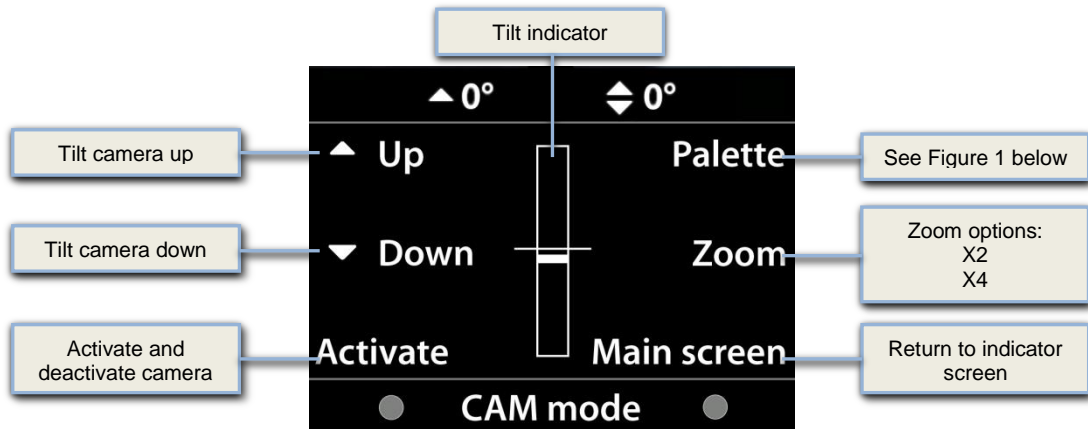 Tilt indicator
0° 0°
Tilt camera up
Up
Palette
See Figure 1 below
Tilt camera down
Down
Zoom
Zoom options:
X2
X4
Activate and
deactivate camera
Activate
Main screen
Return to indicator
screen
CAM mode